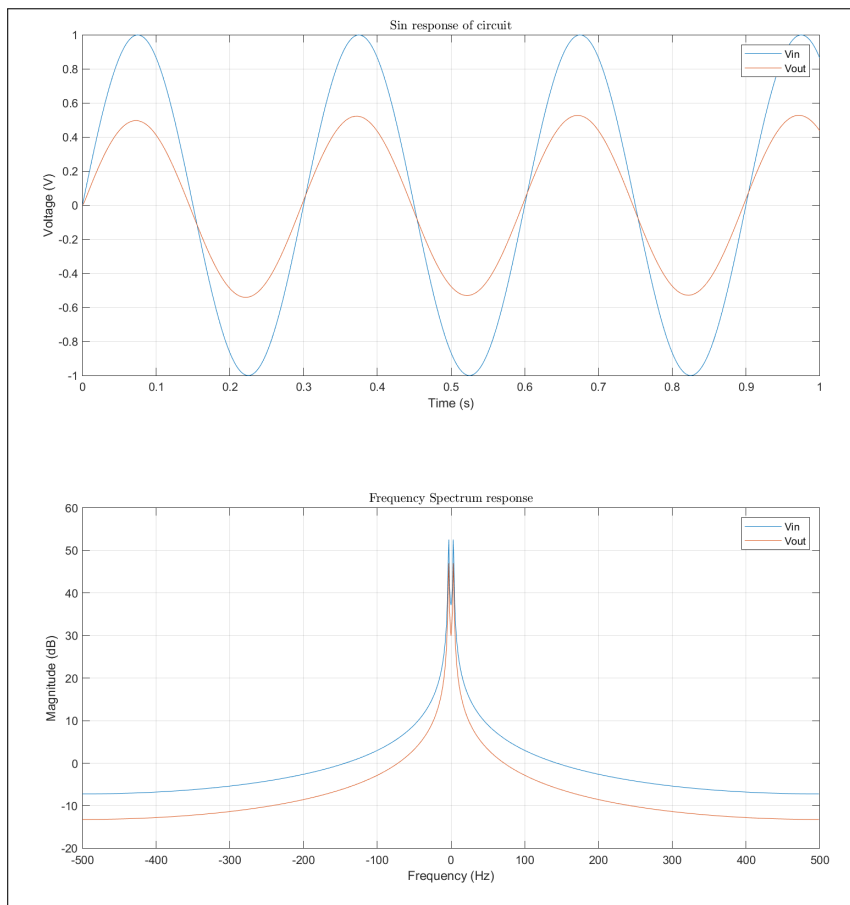 Sin response of circuit
Vin
Vout
Voltage (V)
1
0.8
0.6
0.4
0.2
0
-0.2
-0.4
-0.6
-0.8
-1
0 0.1 0.2 0.3 0.4 0.5 0.6 0.7 0.8 0.9 1
Time (s)
Frequency Spectrum response
Vin
Vout
Magnitude (dB)
60
50
40
30
20
10
0
-10
-20
-500 -400 -300 -200 -100 0 100 200 300 400 500
Frequency (Hz)